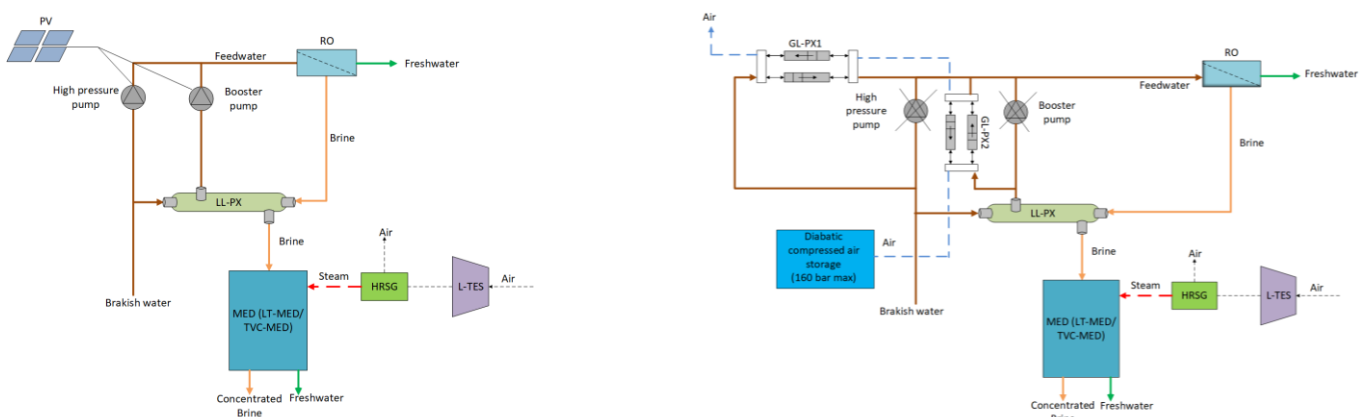 PV
RO
Feedwater
Freshwater
High pressure
pump
Booster
pump
Brine
LL-PX
Brine
Air
Steam
HRSG
L-TES
Air
Brakish water
MED (LT-MED/
TVC-MED)
Concentrated
Brine
Freshwater
Air
GL-PX1
RO
High
pressure
pump
GL-PX2
Booster
pump
Feedwater
Freshwater
Brine
LL-PX
Diabatic
compressed air
storage
(160 bar max)
Air
Brine
Air
Steam
HRSG
L-TES
Air
Brakish water
MED (LT-MED/
TVC-MED)
Concentrated
Brine
Freshwater